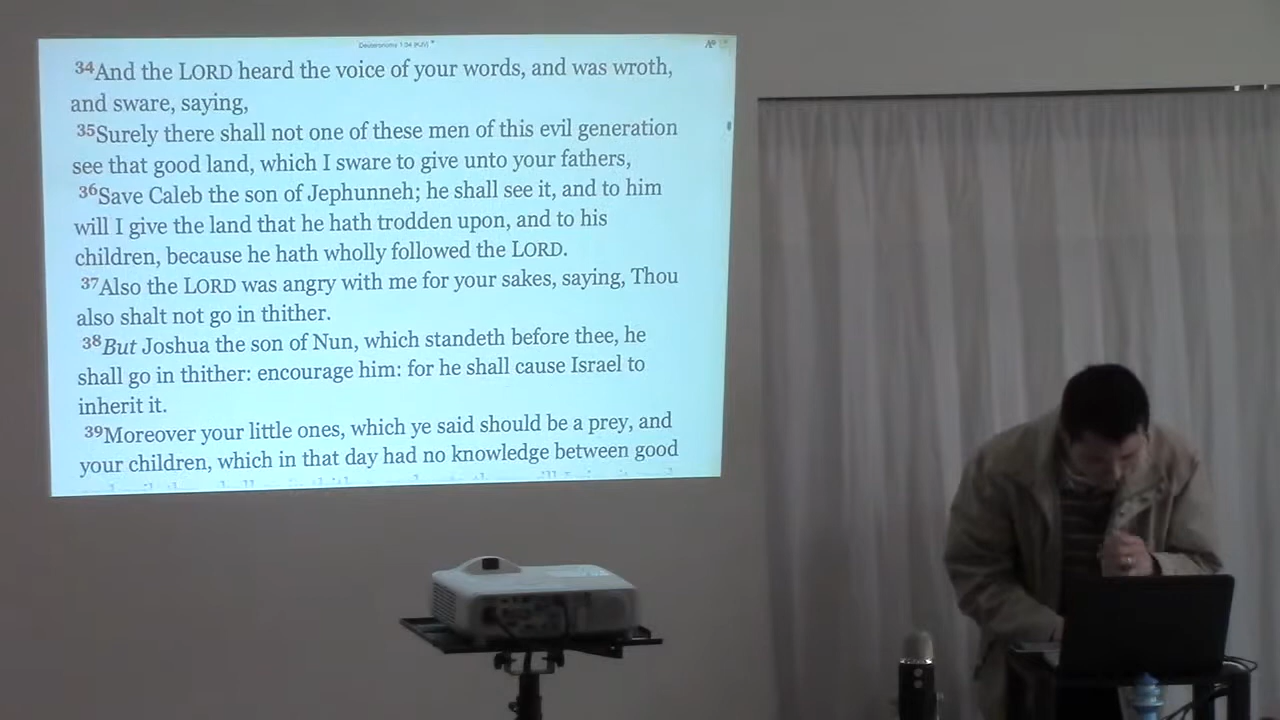 Deuteronomy 1:34 (KJV)
34And the LORD heard the voice of your words, and was wroth,
and sware, saying,
35Surely there shall not one of these men of this evil generation
see that good land, which I sware to give unto your fathers,
36Save Caleb the son of Jephunneh; he shall see it, and to him
will I give the land that he hath trodden upon, and to his
children, because he hath wholly followed the LORD.
37Also the LORD was angry with me for your sakes, saying, Thou
also shalt not go in thither.
38But Joshua the son of Nun, which standeth before thee, he
shall go in thither: encourage him: for he shall cause Israel to
inherit it.
39Moreover your little ones, which ye said should be a prey, and
your children, which in that day had no knowledge between good